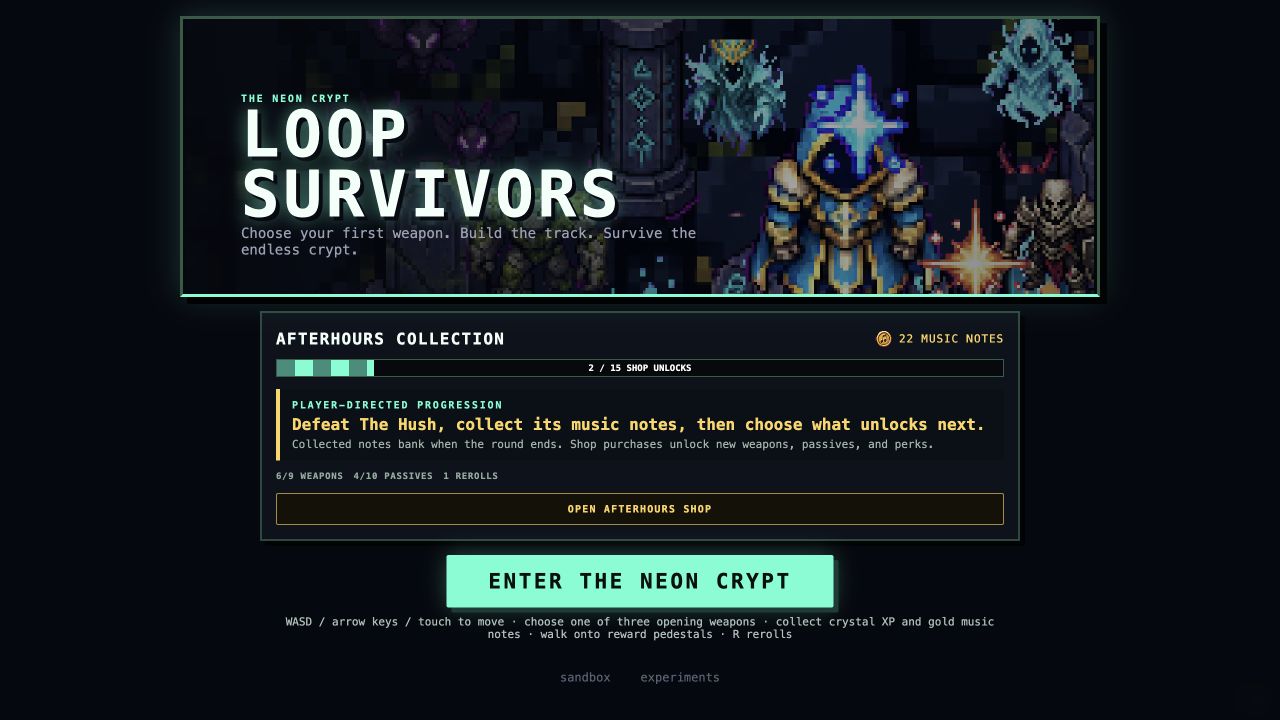 THE NEON CRYPT
LOOP
SURVIVORS
Choose your first weapon. Build the track. Survive the
endless crypt.
AFTERHOURS COLLECTION
22 MUSIC NOTES
2 / 15 SHOP UNLOCKS
PLAYER-DIRECTED PROGRESSION
Defeat The Hush, collect its music notes, then choose what unlocks next.
Collected notes bank when the round ends. Shop purchases unlock new weapons, passives, and perks.
6/9 WEAPONS 4/10 PASSIVES 1 REROLLS
OPEN AFTERHOURS SHOP
ENTER THE NEON CRYPT
WASD / arrow keys / touch to move · choose one of three opening weapons · collect crystal XP and gold music
notes · walk onto reward pedestals · R rerolls
sandbox experiments